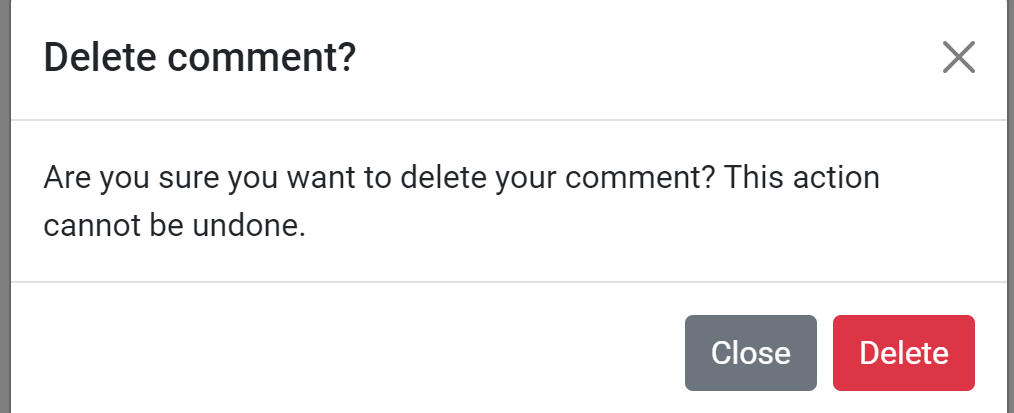 Delete comment?
Are you sure you want to delete your comment? This action
cannot be undone.
Close Delete